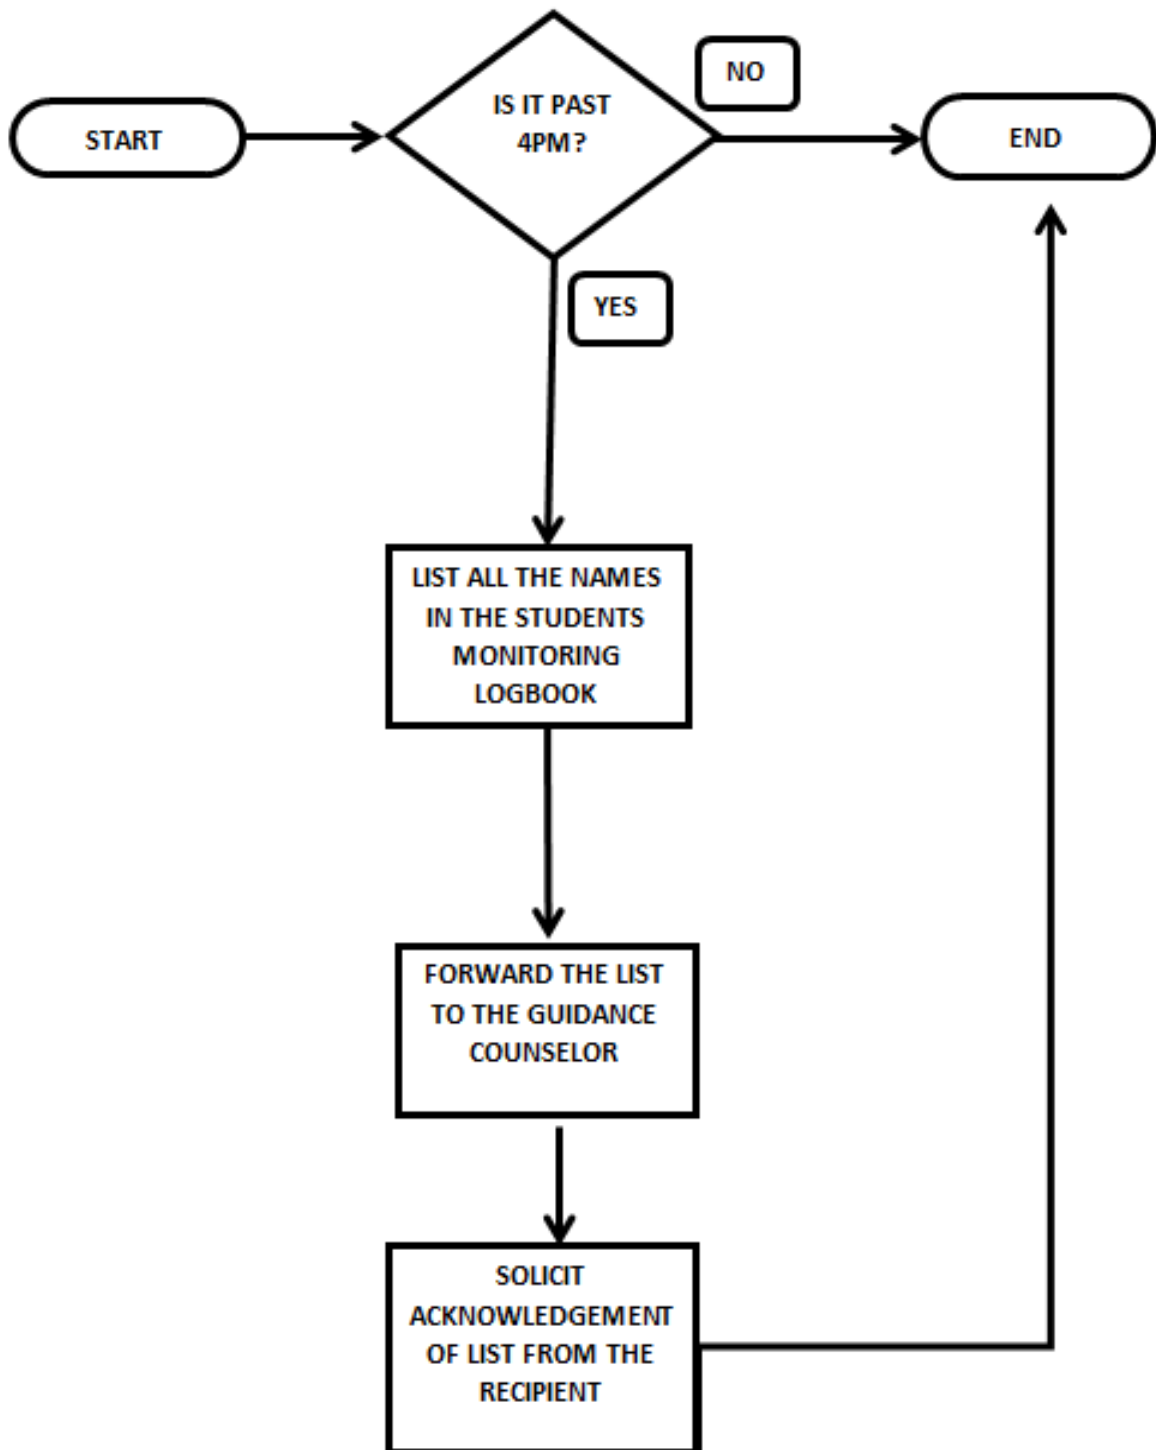 START
IS IT PAST
4PM?
NO
END
YES
LIST ALL THE NAMES
IN THE STUDENTS
MONITORING
LOGBOOK
FORWARD THE LIST
TO THE GUIDANCE
COUNSELOR
SOLICIT
ACKNOWLEDGEMENT
OF LIST FROM THE
RECIPIENT